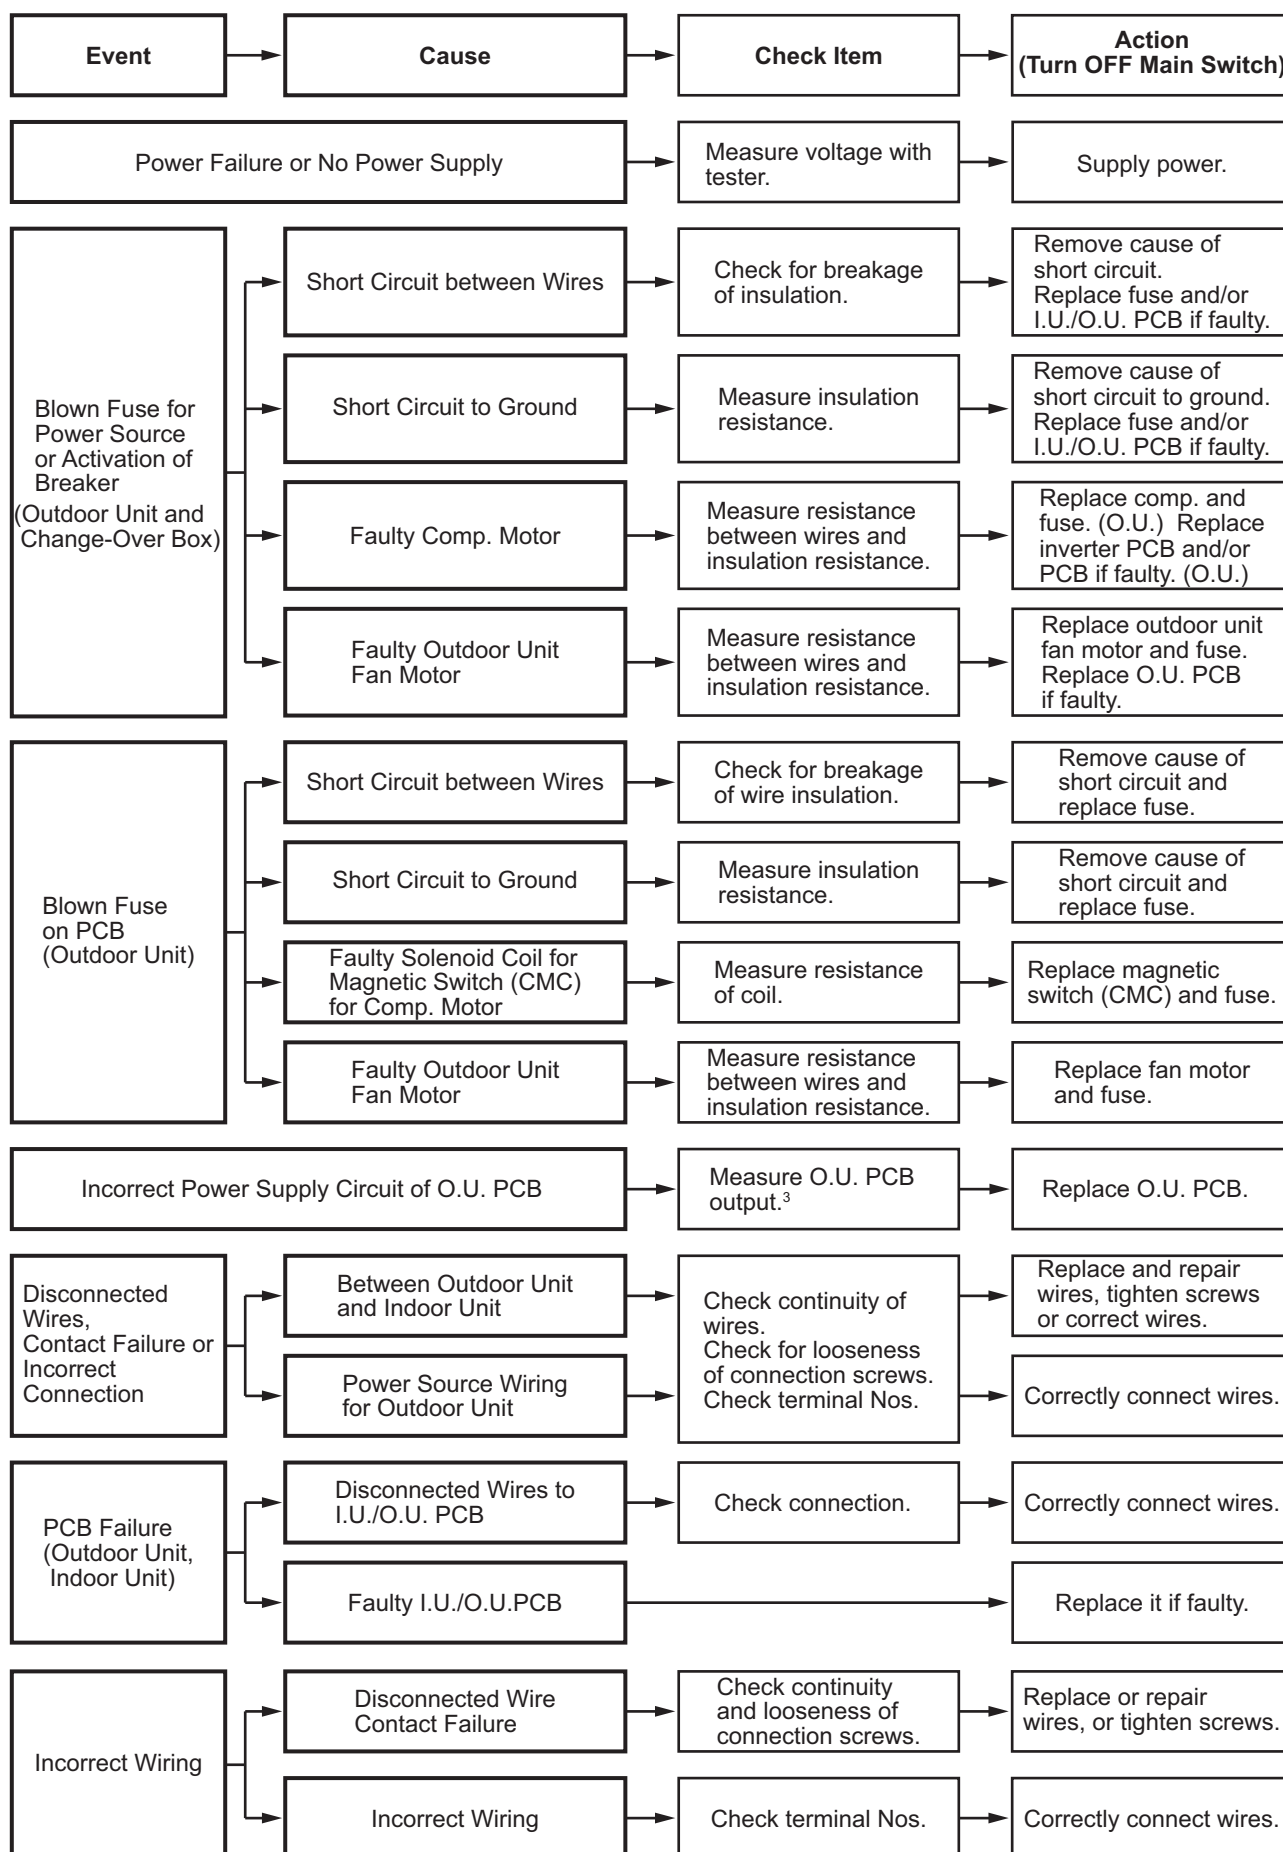 Event
Cause
Check Item
Action
(Turn OFF Main Switch)
Power Failure or No Power Supply
Measure voltage with
tester.
Supply power.
Blown Fuse for
Power Source
or Activation of
Breaker
(Outdoor Unit and
Change-Over Box)
Short Circuit between Wires
Check for breakage
of insulation.
Remove cause of
short circuit.
Replace fuse and/or
I.U./O.U. PCB if faulty.
Short Circuit to Ground
Measure insulation
resistance.
Remove cause of
short circuit to ground.
Replace fuse and/or
I.U./O.U. PCB if faulty.
Faulty Comp. Motor
Measure resistance
between wires and
insulation resistance.
Replace comp. and
fuse. (O.U.) Replace
inverter PCB and/or
PCB if faulty. (O.U.)
Faulty Outdoor Unit
Fan Motor
Measure resistance
between wires and
insulation resistance.
Replace outdoor unit
fan motor and fuse.
Replace O.U. PCB
if faulty.
Blown Fuse
on PCB
(Outdoor Unit)
Short Circuit between Wires
Check for breakage
of wire insulation.
Remove cause of
short circuit and
replace fuse.
Short Circuit to Ground
Measure insulation
resistance.
Remove cause of
short circuit and
replace fuse.
Faulty Solenoid Coil for
Magnetic Switch (CMC)
for Comp. Motor
Measure resistance
of coil.
Replace magnetic
switch (CMC) and fuse.
Faulty Outdoor Unit
Fan Motor
Measure resistance
between wires and
insulation resistance.
Replace fan motor
and fuse.
Incorrect Power Supply Circuit of O.U. PCB
Measure O.U. PCB
output.³
Replace O.U. PCB.
Disconnected
Wires,
Contact Failure or
Incorrect
Connection
Between Outdoor Unit
and Indoor Unit
Power Source Wiring
for Outdoor Unit
Check continuity of
wires.
Check for looseness
of connection screws.
Check terminal Nos.
Replace and repair
wires, tighten screws
or correct wires.
Correctly connect wires.
PCB Failure
(Outdoor Unit,
Indoor Unit)
Disconnected Wires to
I.U./O.U. PCB
Check connection.
Correctly connect wires.
Faulty I.U./O.U.PCB
Replace it if faulty.
Incorrect Wiring
Disconnected Wire
Contact Failure
Check continuity
and looseness of
connection screws.
Replace or repair
wires, or tighten screws.
Incorrect Wiring
Check terminal Nos.
Correctly connect wires.